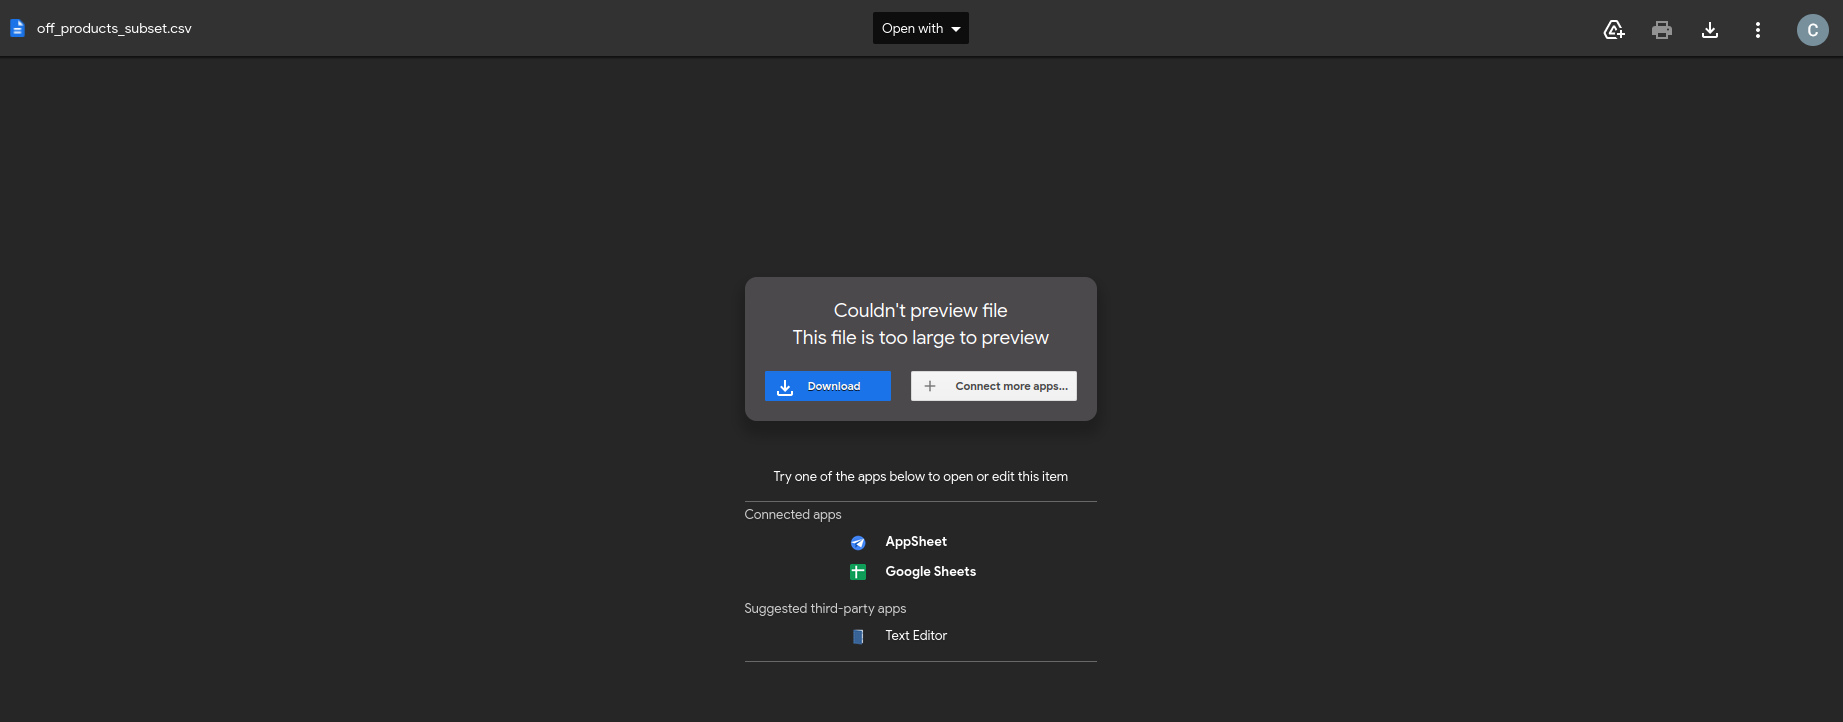 off_products_subset.csv
Open with
C
Couldn't preview file
This file is too large to preview
Download
Connect more apps...
Try one of the apps below to open or edit this item
Connected apps
AppSheet
Google Sheets
Suggested third-party apps
Text Editor